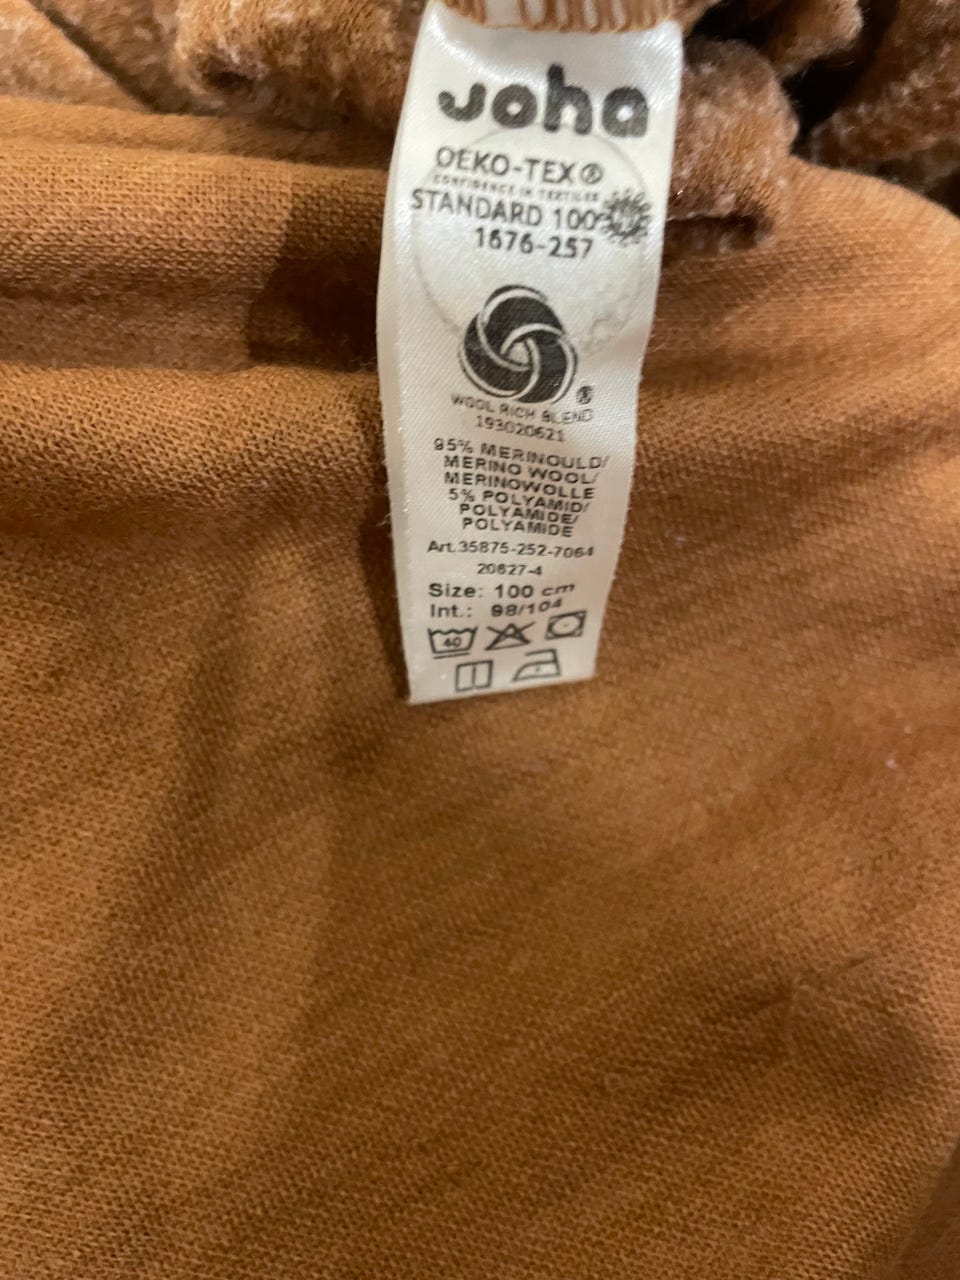 Joha
OEKO-TEX®
CONFIDENCE IN TEXTILES
STANDARD 100
1676-257
WOOL RICH BLEND
193020621
95% MERINOULD/
MERINO WOOL/
MERINOWOLLE
5% POLYAMID/
POLYAMIDE/
POLYAMIDE
Art.35875-252-7064
20627-4
Size: 100 cm
Int.: 98/104
40